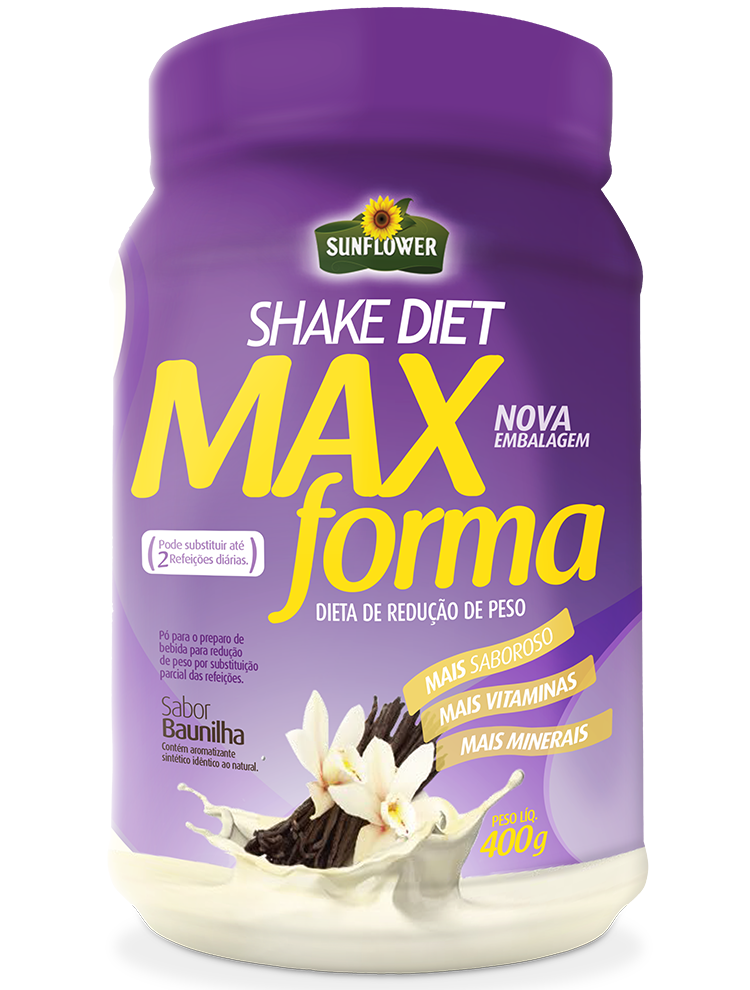 SUNFLOWER
SHAKE DIET
MAX
NOVA
EMBALAGEM
forma
(Pode substituir até
2 Refeições diárias.)
DIETA DE REDUÇÃO DE PESO
Pó para o preparo de
bebida para redução
de peso por substituição
parcial das refeições.
MAIS SABOROSO
MAIS VITAMINAS
MAIS MINERAIS
Sabor
Baunilha
Contém aromatizante
sintético idêntico ao natural.
PESO LÍQ.
400g